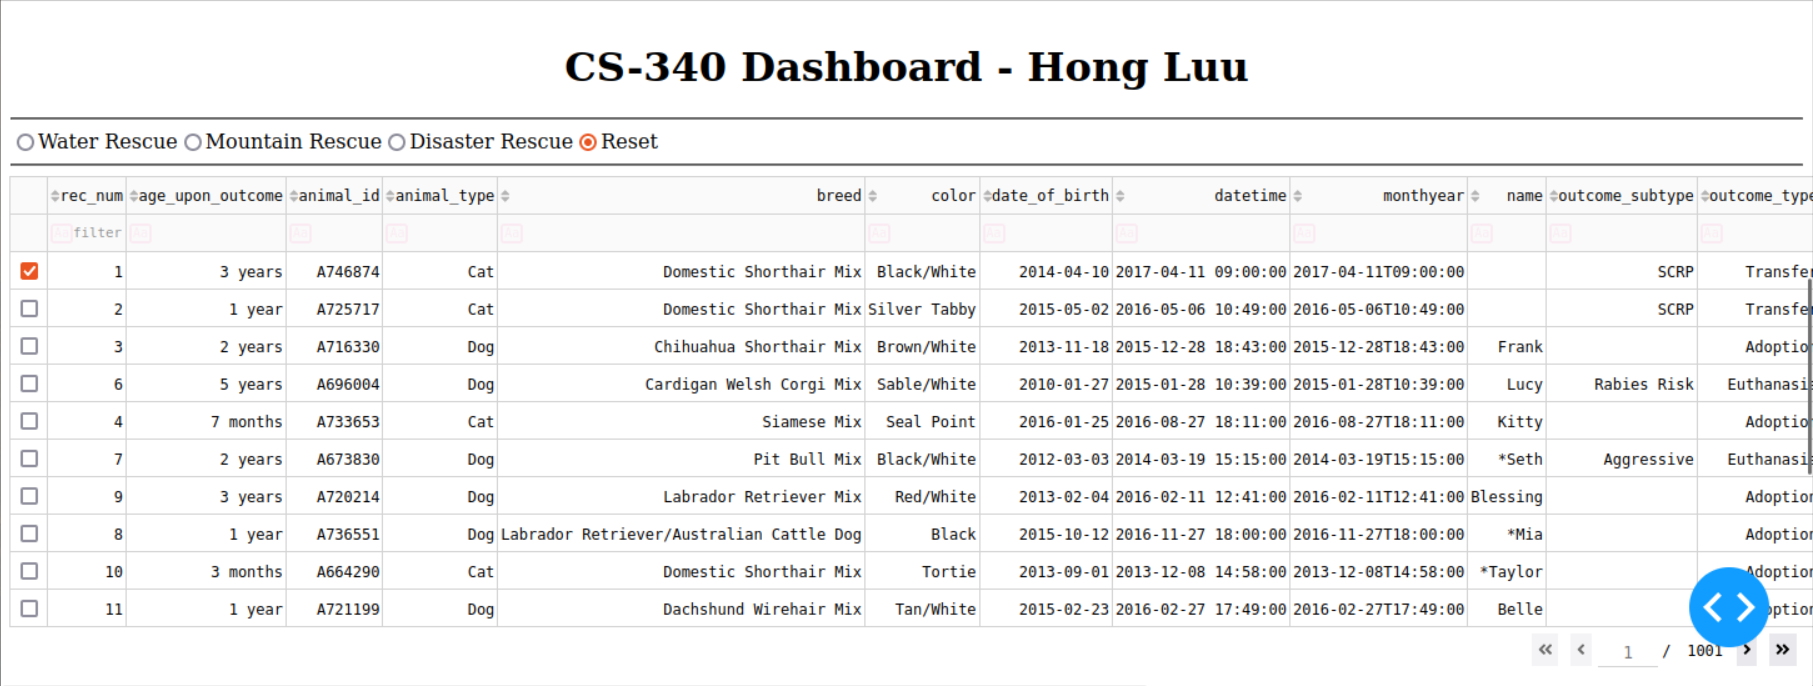 CS-340 Dashboard - Hong Luu
Water Rescue Mountain Rescue Disaster Rescue Reset
rec_num age_upon_outcome animal_id animal_type breed color date_of_birth datetime monthyear name outcome_subtype outcome_type
Aa filter Aa Aa Aa Aa Aa Aa Aa Aa Aa Aa Aa
1 3 years A746874 Cat Domestic Shorthair Mix Black/White 2014-04-10 2017-04-11 09:00:00 2017-04-11T09:00:00 SCRP Transfer
2 1 year A725717 Cat Domestic Shorthair Mix Silver Tabby 2015-05-02 2016-05-06 10:49:00 2016-05-06T10:49:00 SCRP Transfer
3 2 years A716330 Dog Chihuahua Shorthair Mix Brown/White 2013-11-18 2015-12-28 18:43:00 2015-12-28T18:43:00 Frank Adoption
6 5 years A696004 Dog Cardigan Welsh Corgi Mix Sable/White 2010-01-27 2015-01-28 10:39:00 2015-01-28T10:39:00 Lucy Rabies Risk Euthanasia
4 7 months A733653 Cat Siamese Mix Seal Point 2016-01-25 2016-08-27 18:11:00 2016-08-27T18:11:00 Kitty Adoption
7 2 years A673830 Dog Pit Bull Mix Black/White 2012-03-03 2014-03-19 15:15:00 2014-03-19T15:15:00 *Seth Aggressive Euthanasia
9 3 years A720214 Dog Labrador Retriever Mix Red/White 2013-02-04 2016-02-11 12:41:00 2016-02-11T12:41:00 Blessing Adoption
8 1 year A736551 Dog Labrador Retriever/Australian Cattle Dog Black 2015-10-12 2016-11-27 18:00:00 2016-11-27T18:00:00 *Mia Adoption
10 3 months A664290 Cat Domestic Shorthair Mix Tortie 2013-09-01 2013-12-08 14:58:00 2013-12-08T14:58:00 *Taylor Adoption
11 1 year A721199 Dog Dachshund Wirehair Mix Tan/White 2015-02-23 2016-02-27 17:49:00 2016-02-27T17:49:00 Belle option
« ‹ 1 / 1001 › »